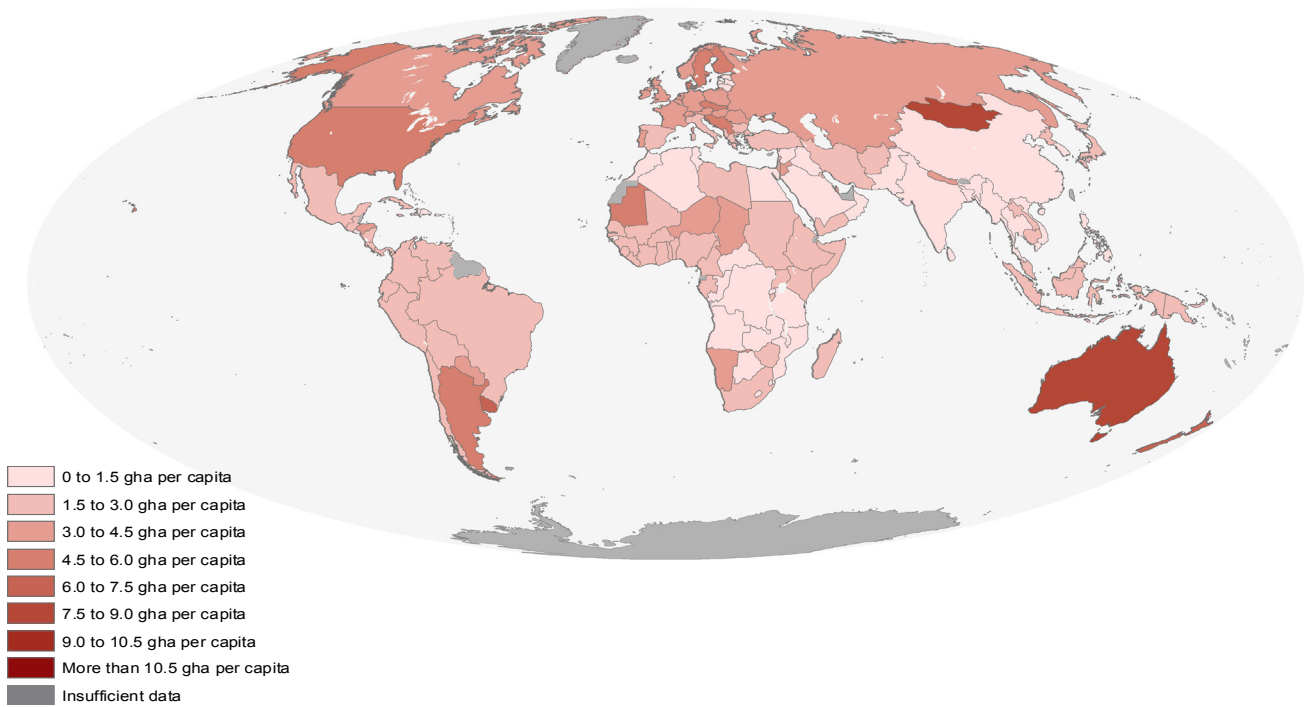 0 to 1.5 gha per capita
1.5 to 3.0 gha per capita
3.0 to 4.5 gha per capita
4.5 to 6.0 gha per capita
6.0 to 7.5 gha per capita
7.5 to 9.0 gha per capita
9.0 to 10.5 gha per capita
More than 10.5 gha per capita
Insufficient data